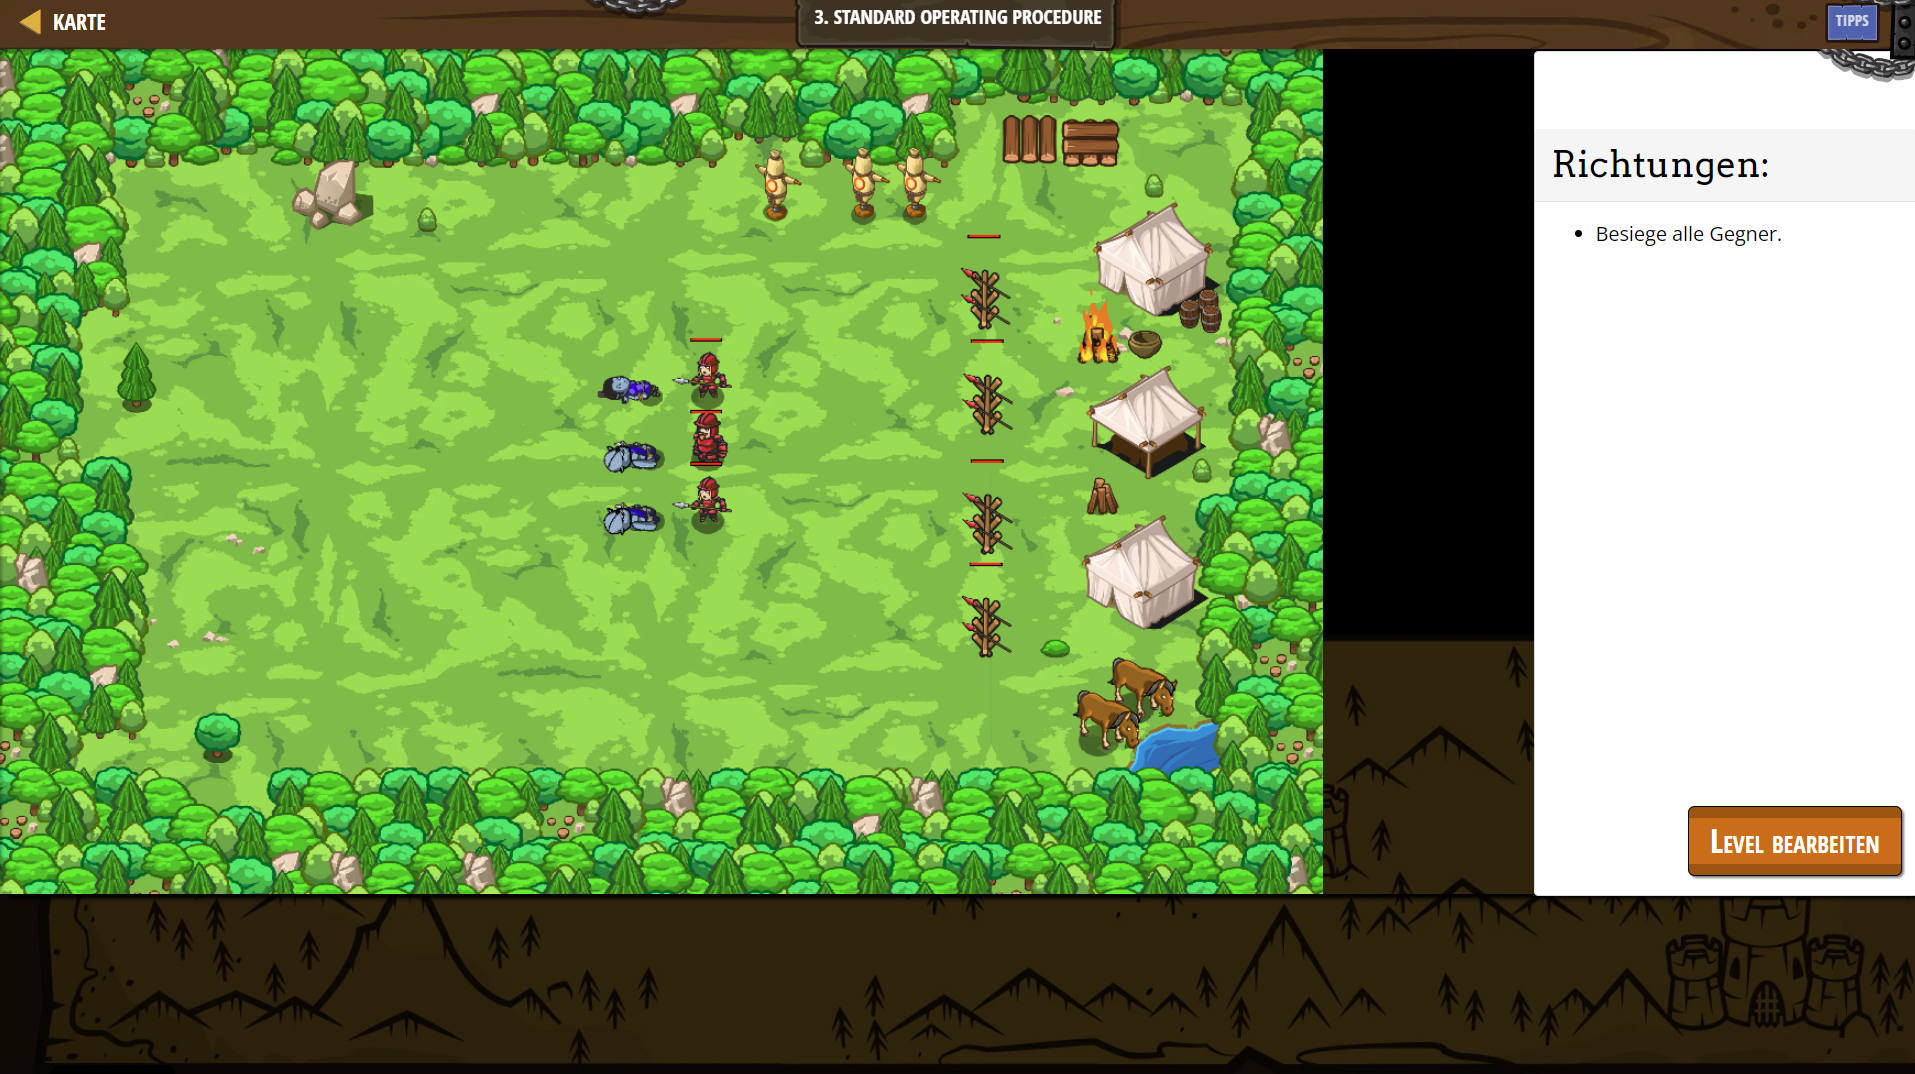 KARTE
3. STANDARD OPERATING PROCEDURE
TIPPS
Richtungen:
Besiege alle Gegner.
LEVEL BEARBEITEN